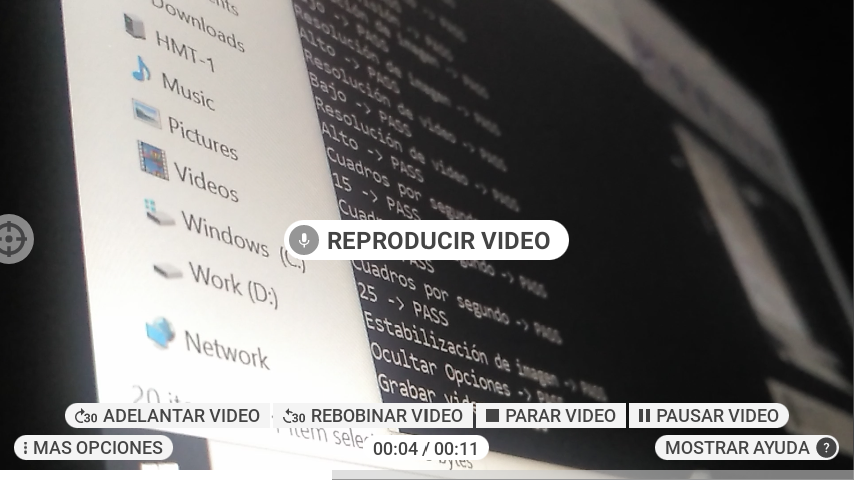 Downloads
HMT-1
Music
Pictures
Videos
Windows (C:)
Work (D:)
Network
Resolución de imagen -> PASS
Alto -> PASS
Resolución de video -> PASS
Bajo -> PASS
Resolución de video -> PASS
Alto -> PASS
Cuadros por segundo -> PASS
15 -> PASS
Cuadros por segundo -> PASS
25 -> PASS
Estabilización de imagen -> PASS
Ocultar Opciones -> PASS
Grabar
REPRODUCIR VIDEO
30 ADELANTAR VIDEO
30 REBOBINAR VIDEO
PARAR VIDEO
PAUSAR VIDEO
MAS OPCIONES
00:04 / 00:11
MOSTRAR AYUDA ?